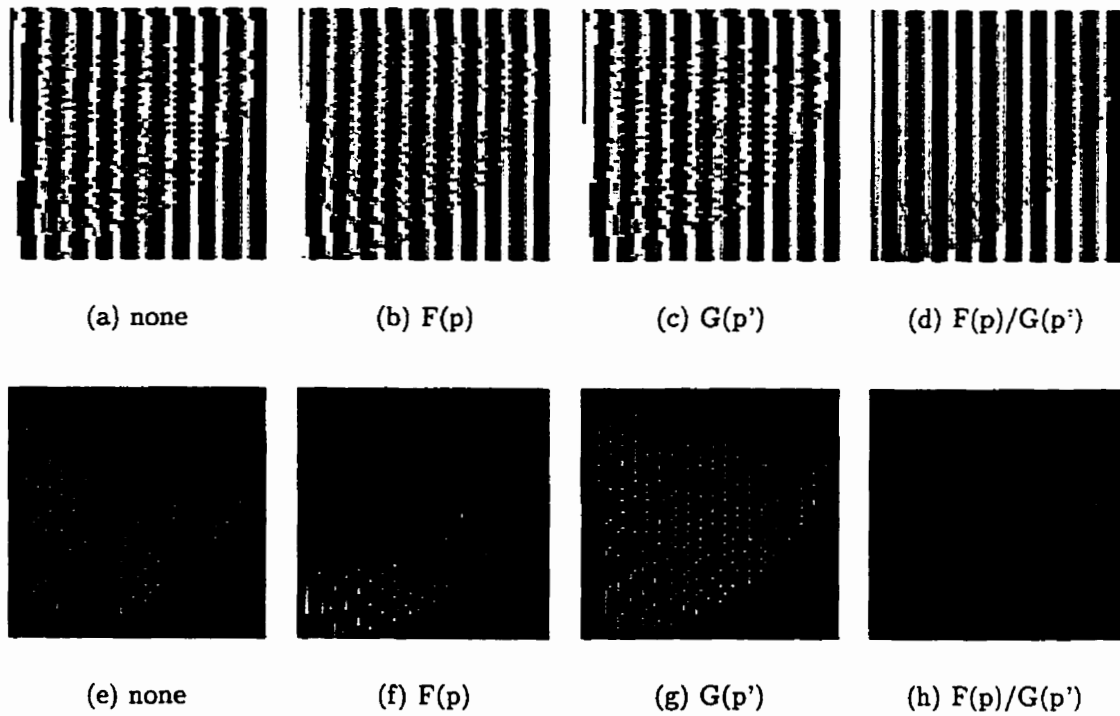 (a) none (b) F(p) (c) G(p') (d) F(p)/G(p')
(e) none (f) F(p) (g) G(p') (h) F(p)/G(p')